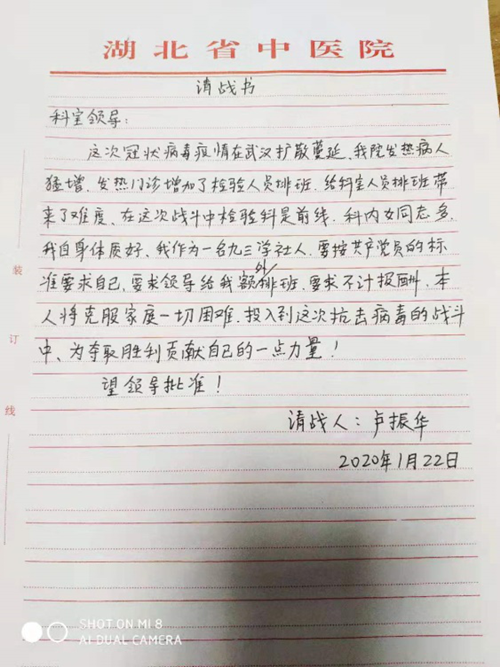 湖北省中医院
请战书
科室领导：
这次冠状病毒疫情在武汉扩散蔓延、我院发热病人
猛增、发热门诊增加了检验人员排班、给科室人员排班带
来了难度、在这次战斗中检验科是前线、科内女同志多、
我自身体质好、我作为一名九三学社人、要按共产党员的标
准要求自己、要求领导给我额外排班、要求不计报酬、本
人将克服家庭一切困难、投入到这次抗击病毒的战斗
中、为夺取胜利贡献自己的一点力量！
望领导批准！
请战人：卢振华
2020年1月22日
装
订
线
SHOT ON MI 8
AI DUAL CAMERA